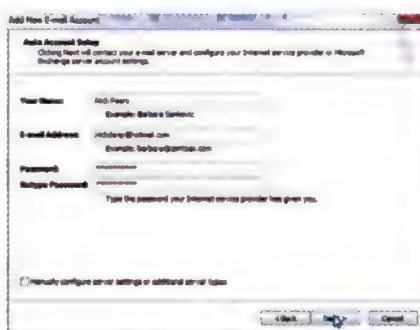 Add New E-mail Account
Auto Account Setup
Clicking Next will contact your e-mail server and configure your Internet service provider or Microsoft
Exchange server account settings.
Your Name:
Example: Barbara Sankovic
E-mail Address:
Example: barbara@contoso.com
Password:
Retype Password:
Type the password your Internet service provider has given you.
Manually configure server settings or additional server types
< Back
Next >
Cancel